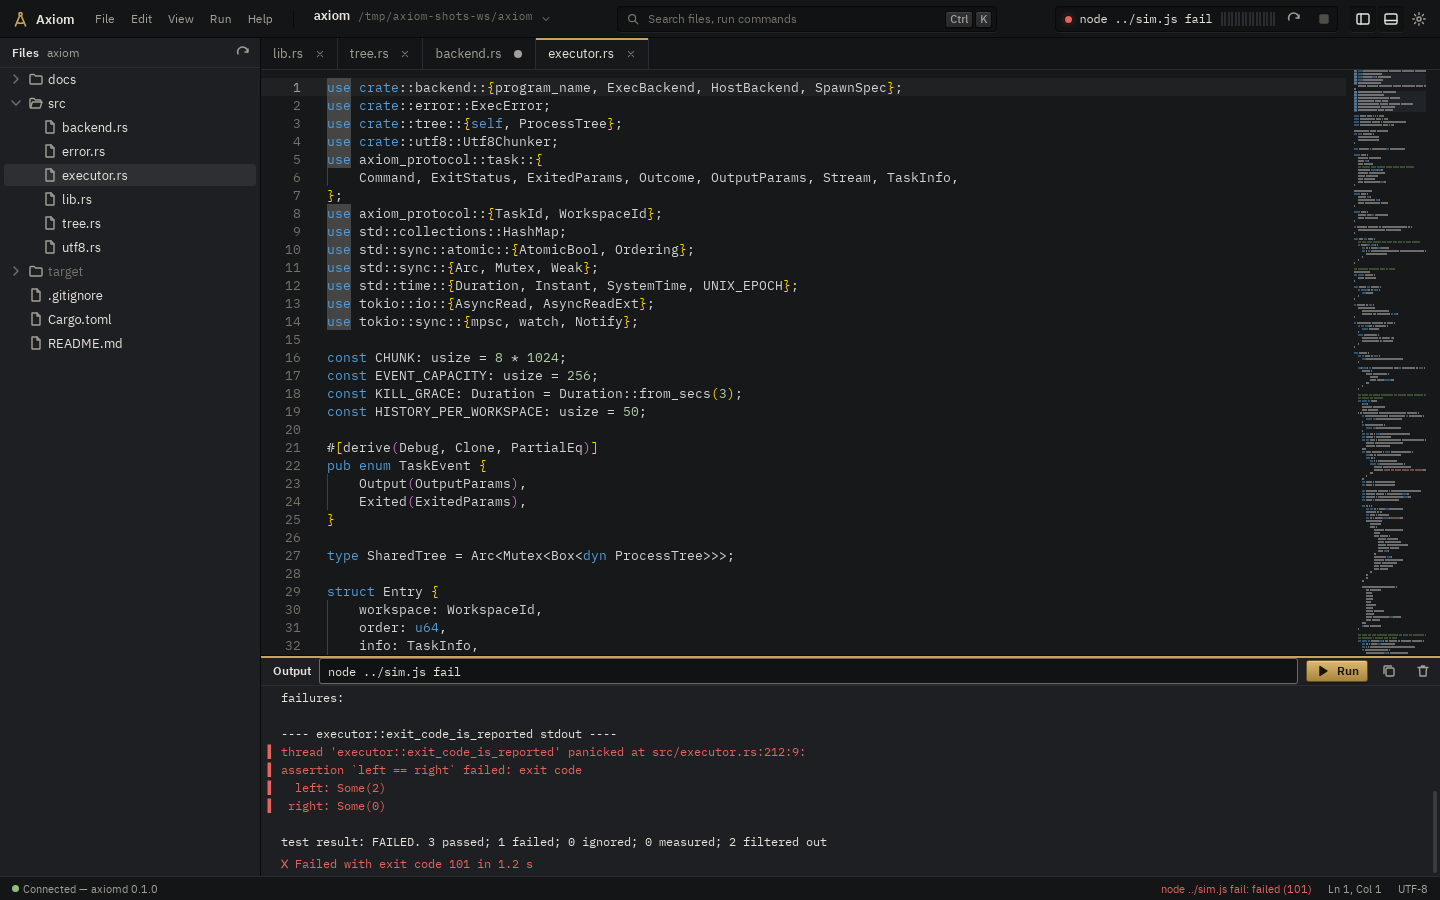 Axiom File Edit View Run Help axiom /tmp/axiom-shots-ws/axiom Search files, run commands Ctrl K node ../sim.js fail
Files axiom
docs
src
backend.rs
error.rs
executor.rs
lib.rs
tree.rs
utf8.rs
target
.gitignore
Cargo.toml
README.md
lib.rs tree.rs backend.rs executor.rs
1 use crate::backend::{program_name, ExecBackend, HostBackend, SpawnSpec};
2 use crate::error::ExecError;
3 use crate::tree::{self, ProcessTree};
4 use crate::utf8::Utf8Chunker;
5 use axiom_protocol::task::{
6     Command, ExitStatus, ExitedParams, Outcome, OutputParams, Stream, TaskInfo,
7 };
8 use axiom_protocol::{TaskId, WorkspaceId};
9 use std::collections::HashMap;
10 use std::sync::atomic::{AtomicBool, Ordering};
11 use std::sync::{Arc, Mutex, Weak};
12 use std::time::{Duration, Instant, SystemTime, UNIX_EPOCH};
13 use tokio::io::{AsyncRead, AsyncReadExt};
14 use tokio::sync::{mpsc, watch, Notify};
15
16 const CHUNK: usize = 8 * 1024;
17 const EVENT_CAPACITY: usize = 256;
18 const KILL_GRACE: Duration = Duration::from_secs(3);
19 const HISTORY_PER_WORKSPACE: usize = 50;
20
21 #[derive(Debug, Clone, PartialEq)]
22 pub enum TaskEvent {
23     Output(OutputParams),
24     Exited(ExitedParams),
25 }
26
27 type SharedTree = Arc<Mutex<Box<dyn ProcessTree>>>;
28
29 struct Entry {
30     workspace: WorkspaceId,
31     order: u64,
32     info: TaskInfo,
Output node ../sim.js fail Run
failures:
---- executor::exit_code_is_reported stdout ----
thread 'executor::exit_code_is_reported' panicked at src/executor.rs:212:9:
assertion `left == right` failed: exit code
  left: Some(2)
 right: Some(0)
test result: FAILED. 3 passed; 1 failed; 0 ignored; 0 measured; 2 filtered out
X Failed with exit code 101 in 1.2 s
Connected — axiomd 0.1.0 node ../sim.js fail: failed (101) Ln 1, Col 1 UTF-8